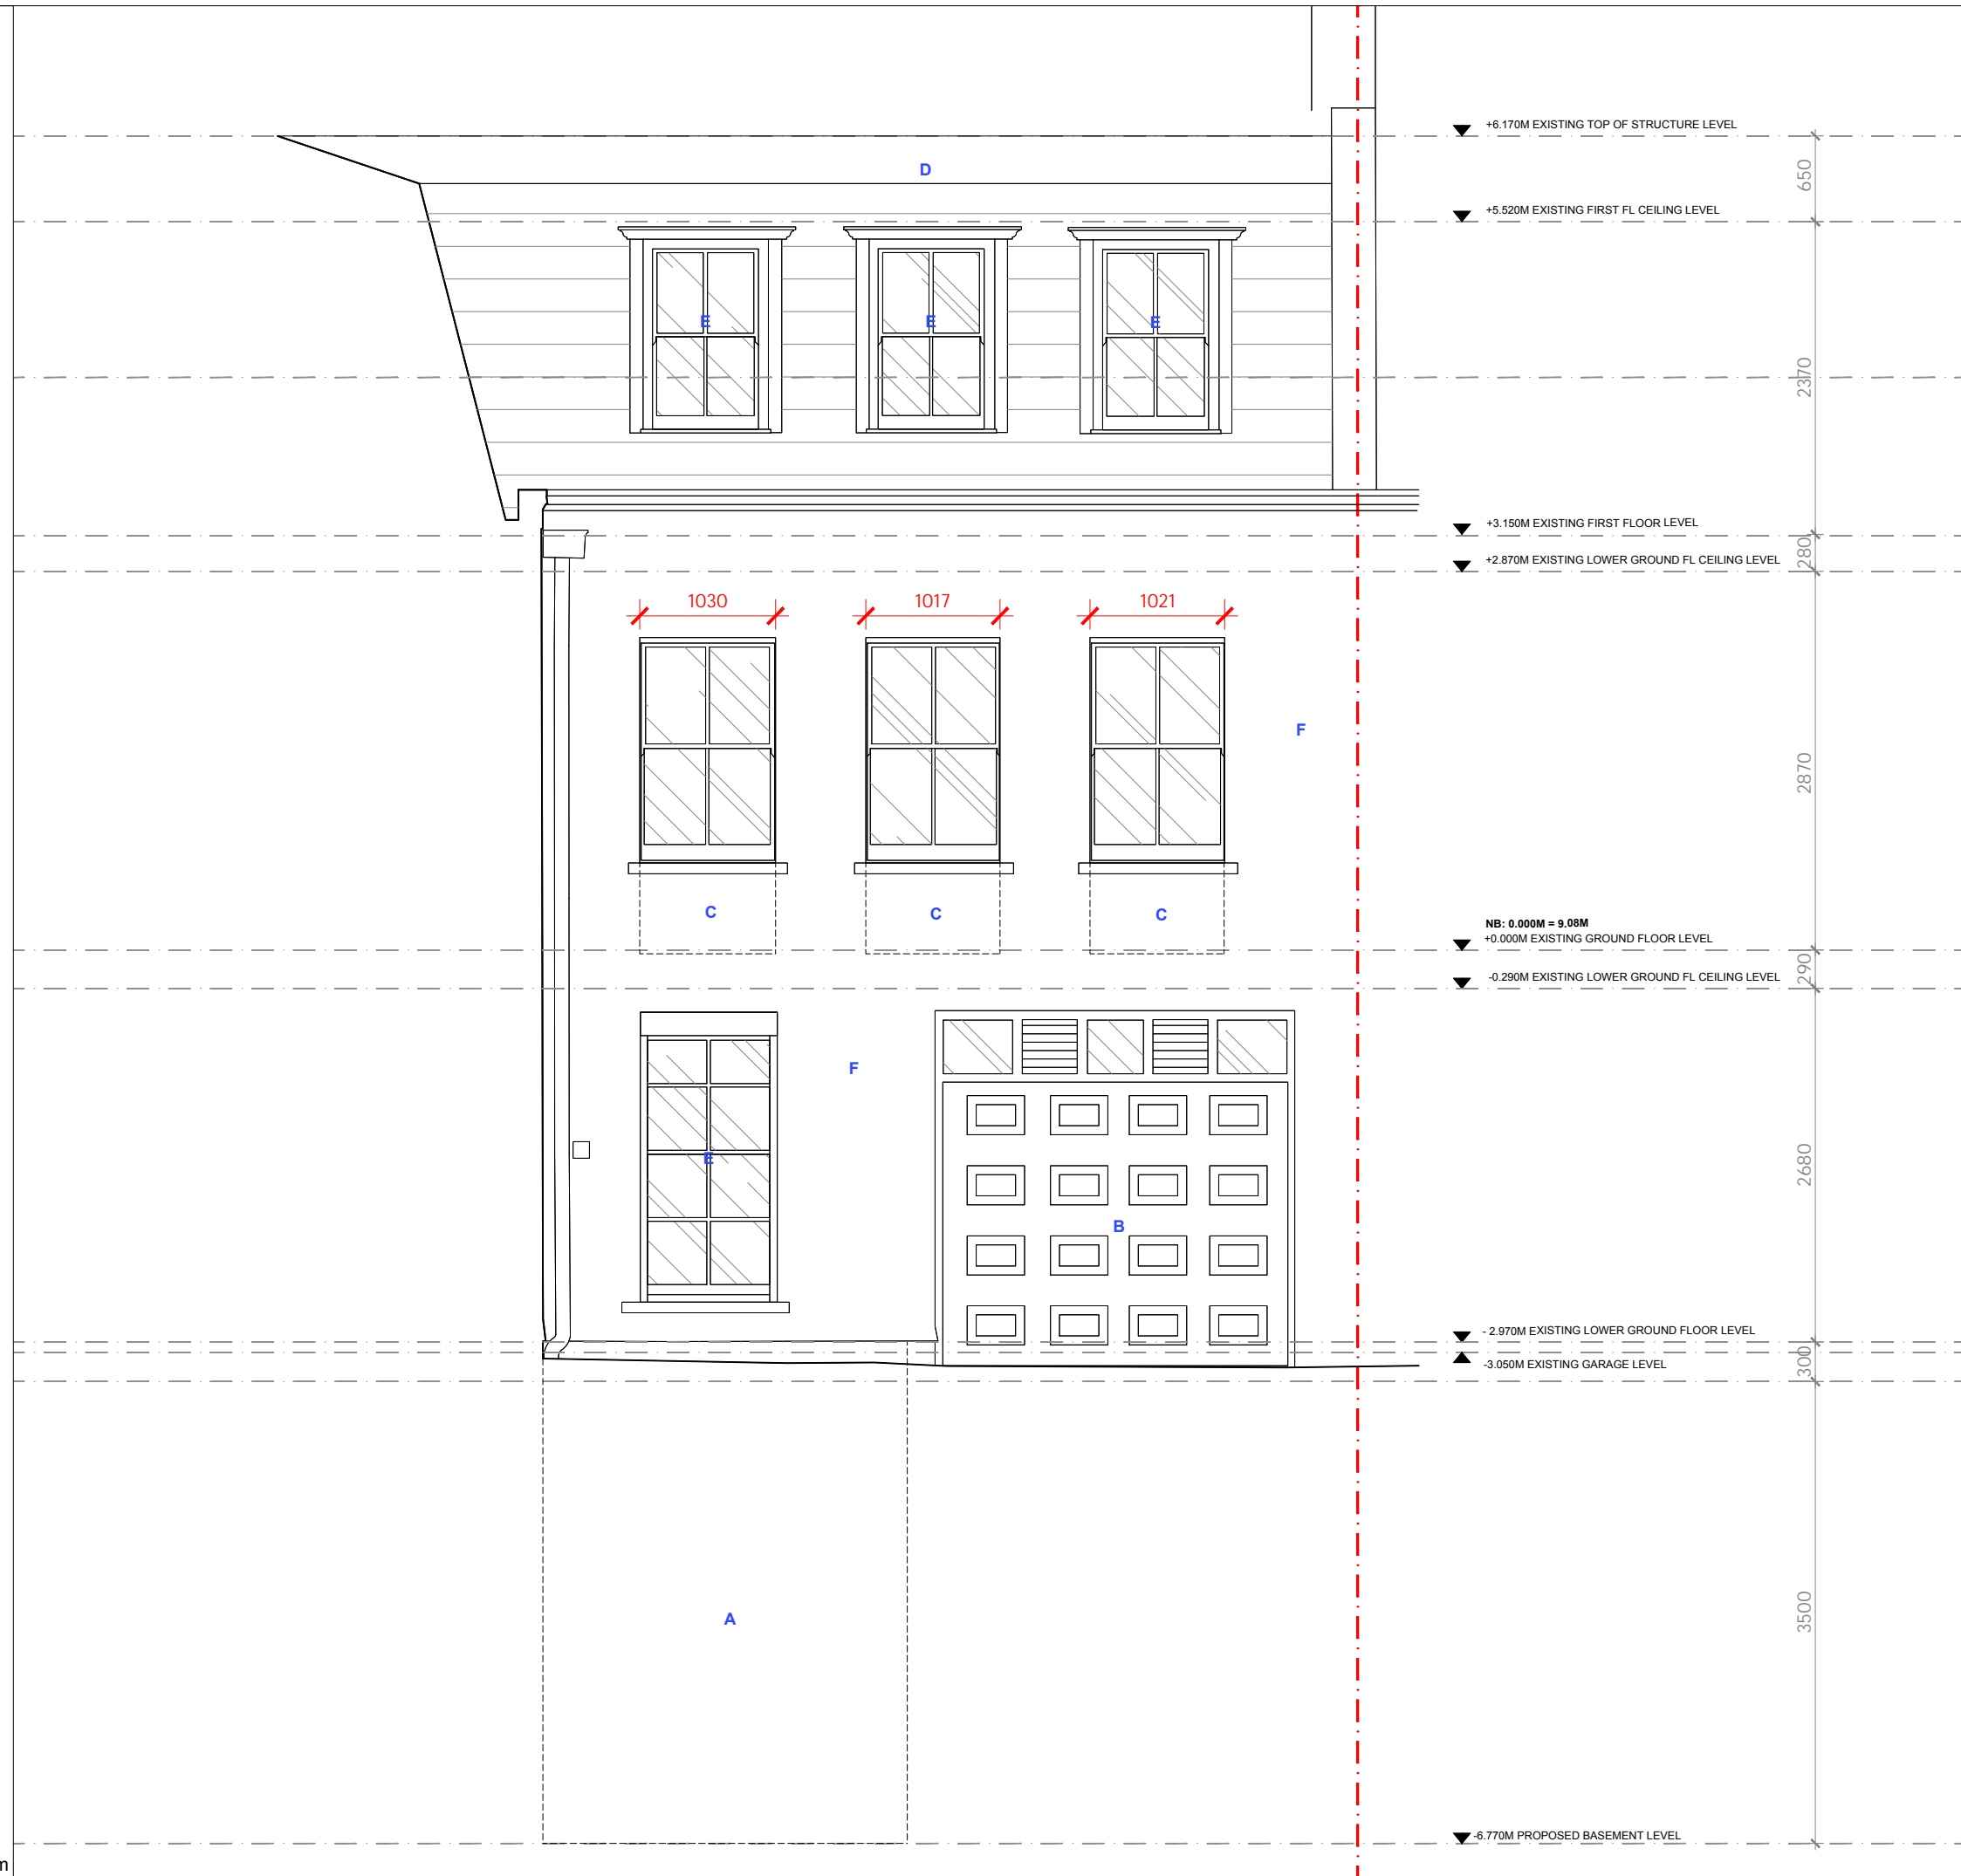 +6.170M EXISTING TOP OF STRUCTURE LEVEL
D
650
+5.520M EXISTING FIRST FL CEILING LEVEL
E E E
2370
+3.150M EXISTING FIRST FLOOR LEVEL
280
+2.870M EXISTING LOWER GROUND FL CEILING LEVEL
1030 1017 1021
F
2870
C C C
NB: 0.000M = 9.08M
+0.000M EXISTING GROUND FLOOR LEVEL
290
-0.290M EXISTING LOWER GROUND FL CEILING LEVEL
F
E
2680
B
- 2.970M EXISTING LOWER GROUND FLOOR LEVEL
300
-3.050M EXISTING GARAGE LEVEL
A
3500
-6.770M PROPOSED BASEMENT LEVEL
m